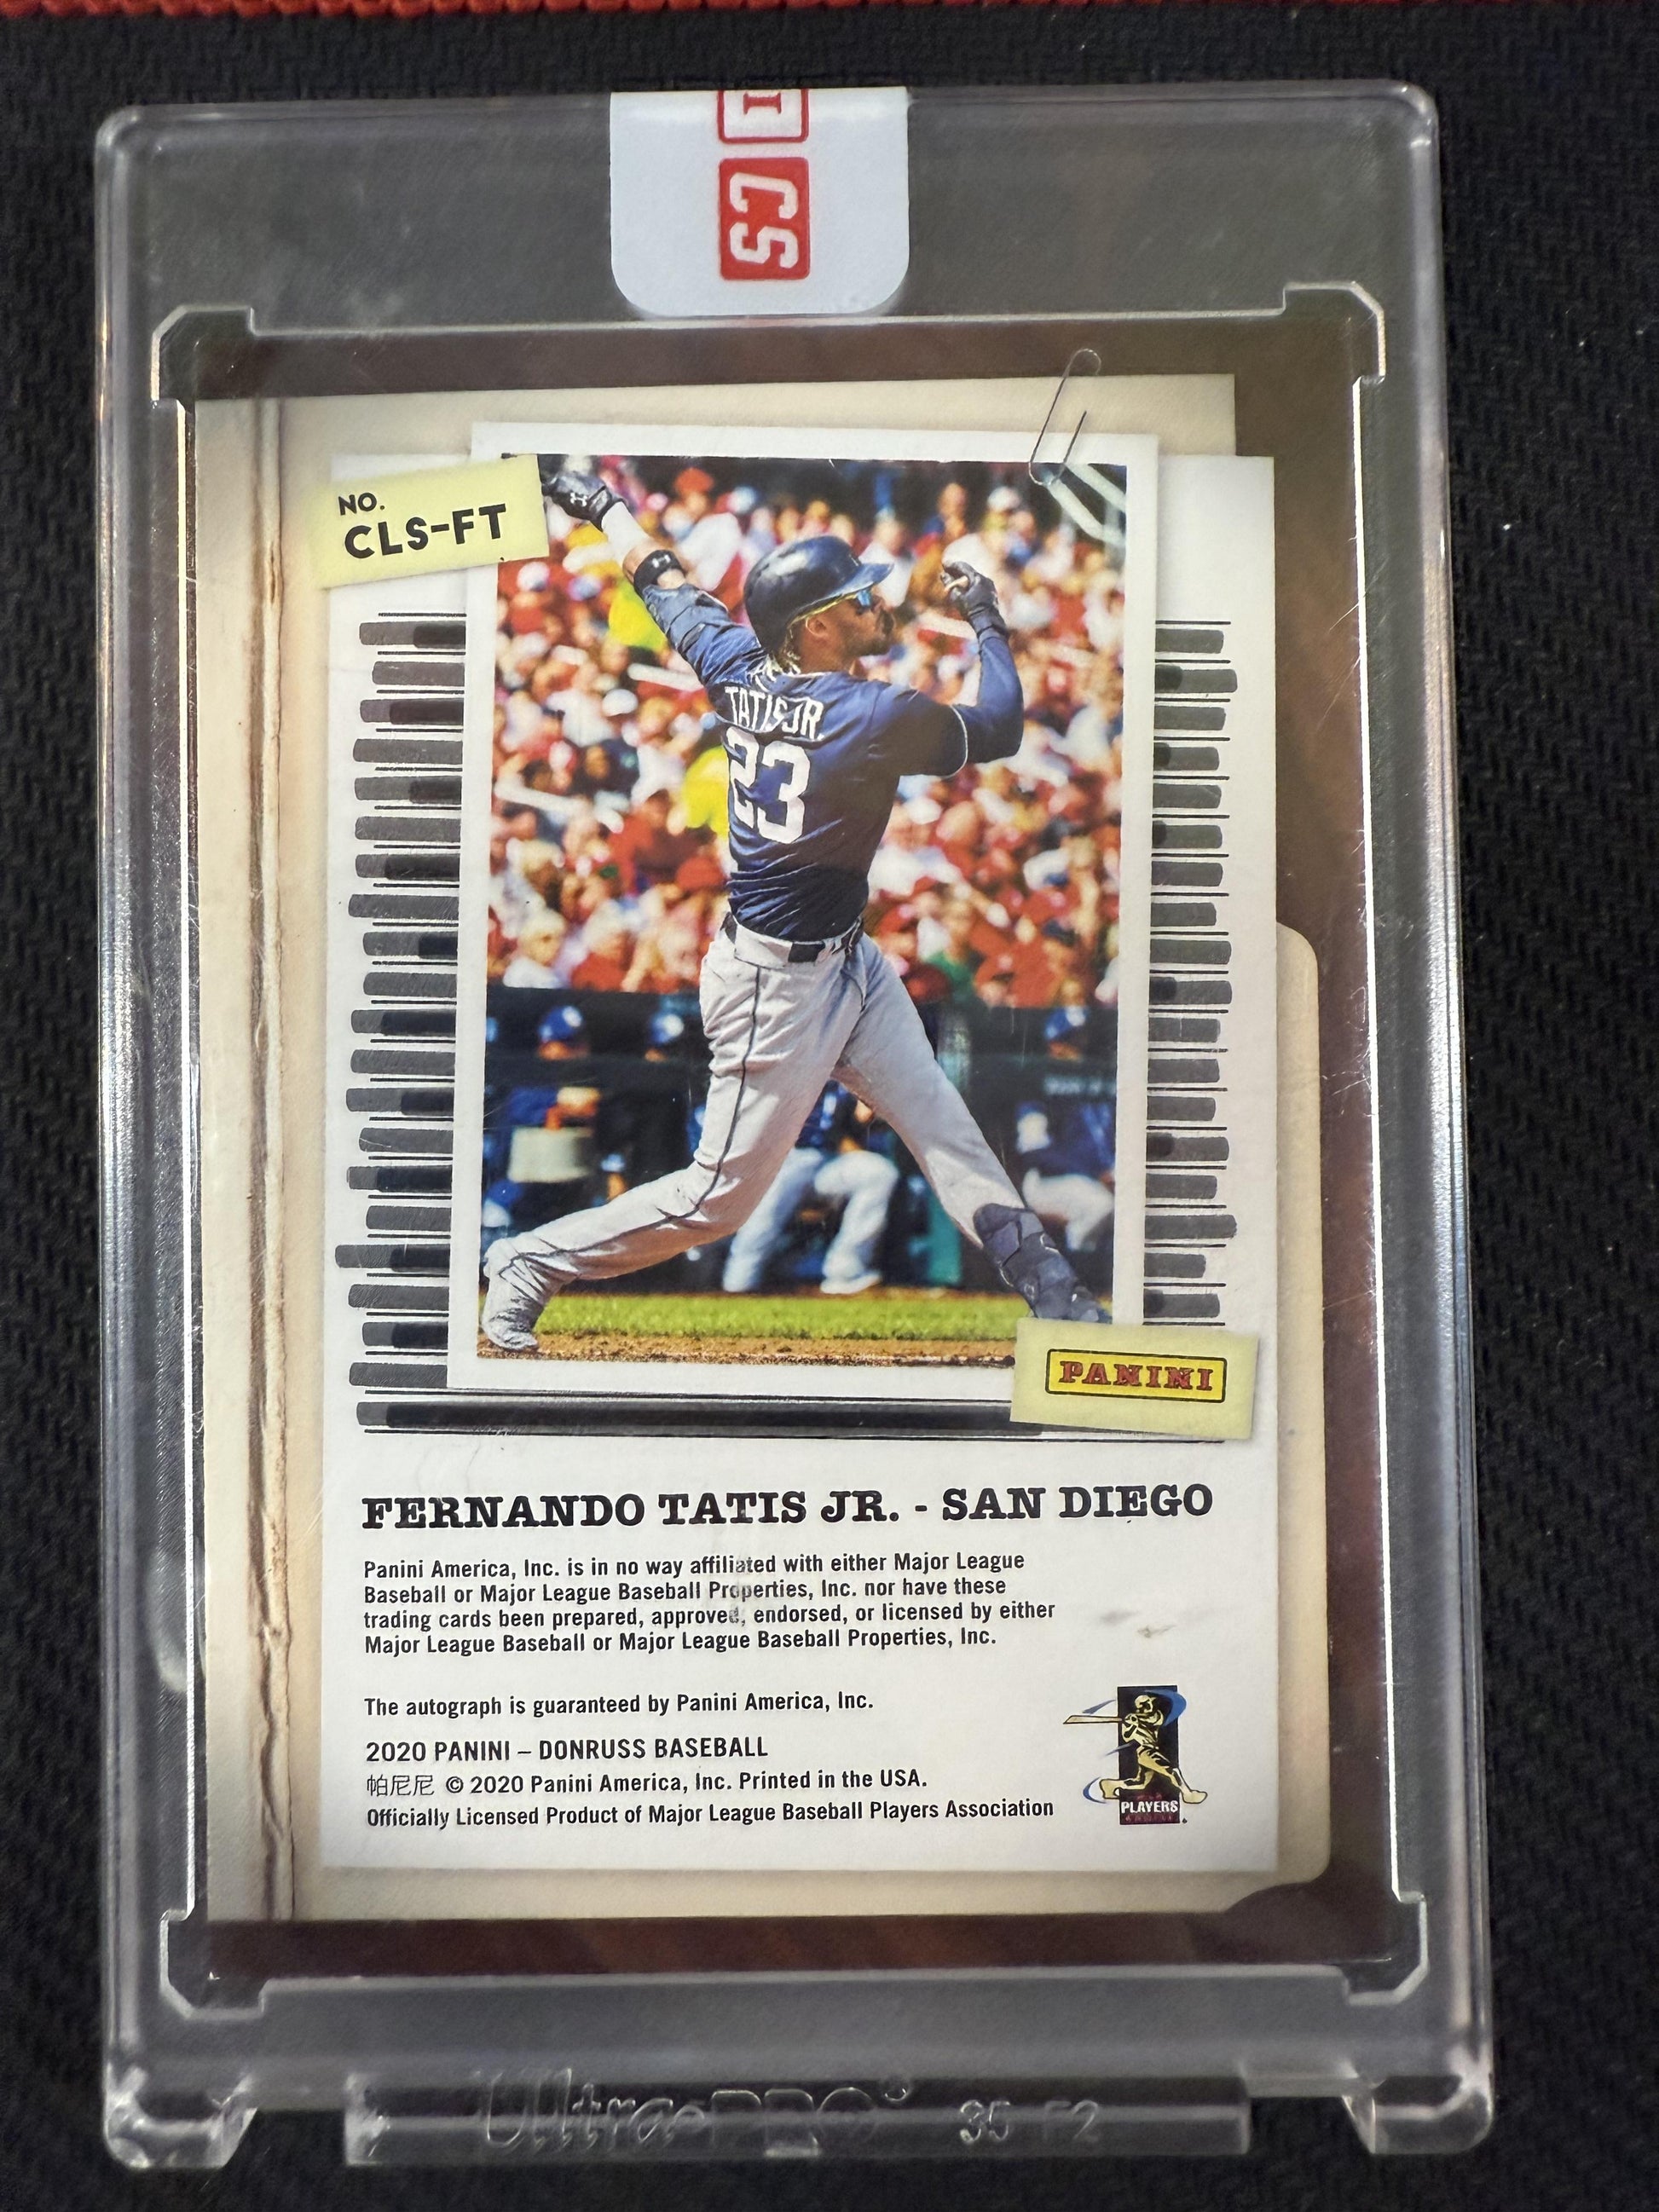 I
CS
NO.
CLS-FT
TATIS JR.
23
PANINI
FERNANDO TATIS JR. - SAN DIEGO
Panini America, Inc. is in no way affiliated with either Major League
Baseball or Major League Baseball Properties, Inc. nor have these
trading cards been prepared, approved, endorsed, or licensed by either
Major League Baseball or Major League Baseball Properties, Inc.
The autograph is guaranteed by Panini America, Inc.
2020 PANINI – DONRUSS BASEBALL
帕尼尼 © 2020 Panini America, Inc. Printed in the USA.
Officially Licensed Product of Major League Baseball Players Association
PLAYERS
Ultra•PRO® 35 F2